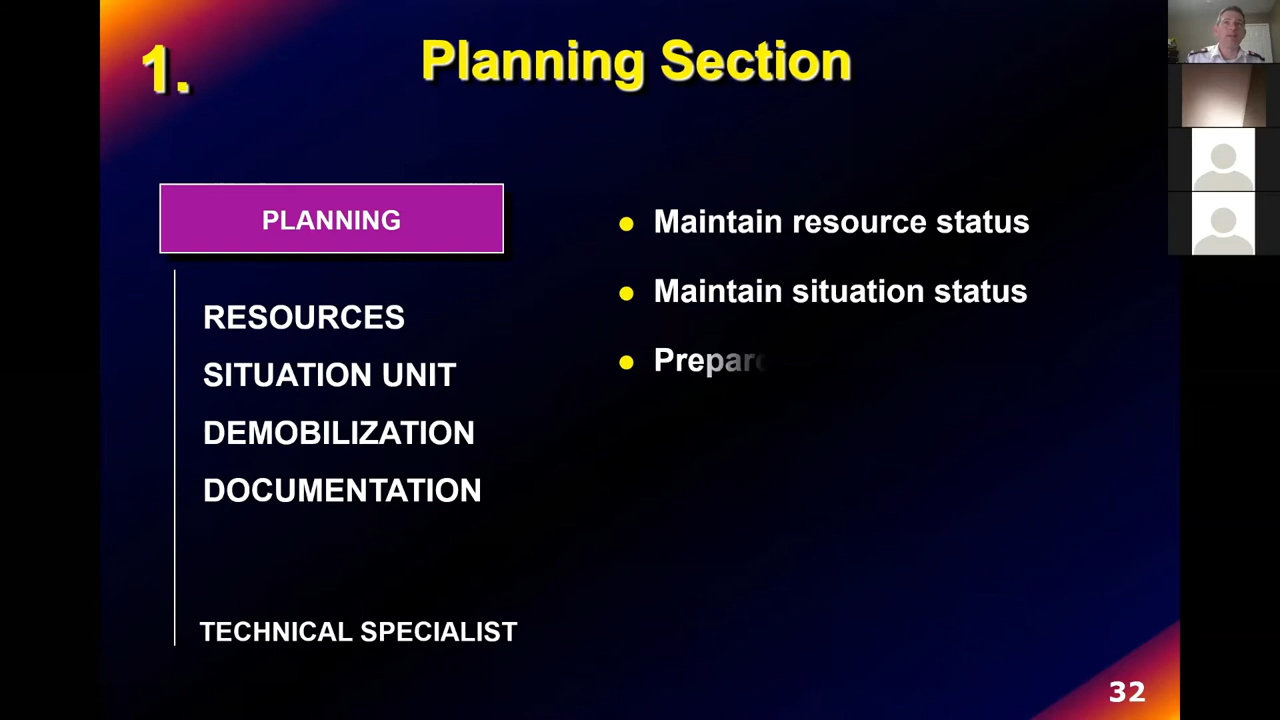 1.
Planning Section
PLANNING
RESOURCES
SITUATION UNIT
DEMOBILIZATION
DOCUMENTATION
TECHNICAL SPECIALIST
Maintain resource status
Maintain situation status
32